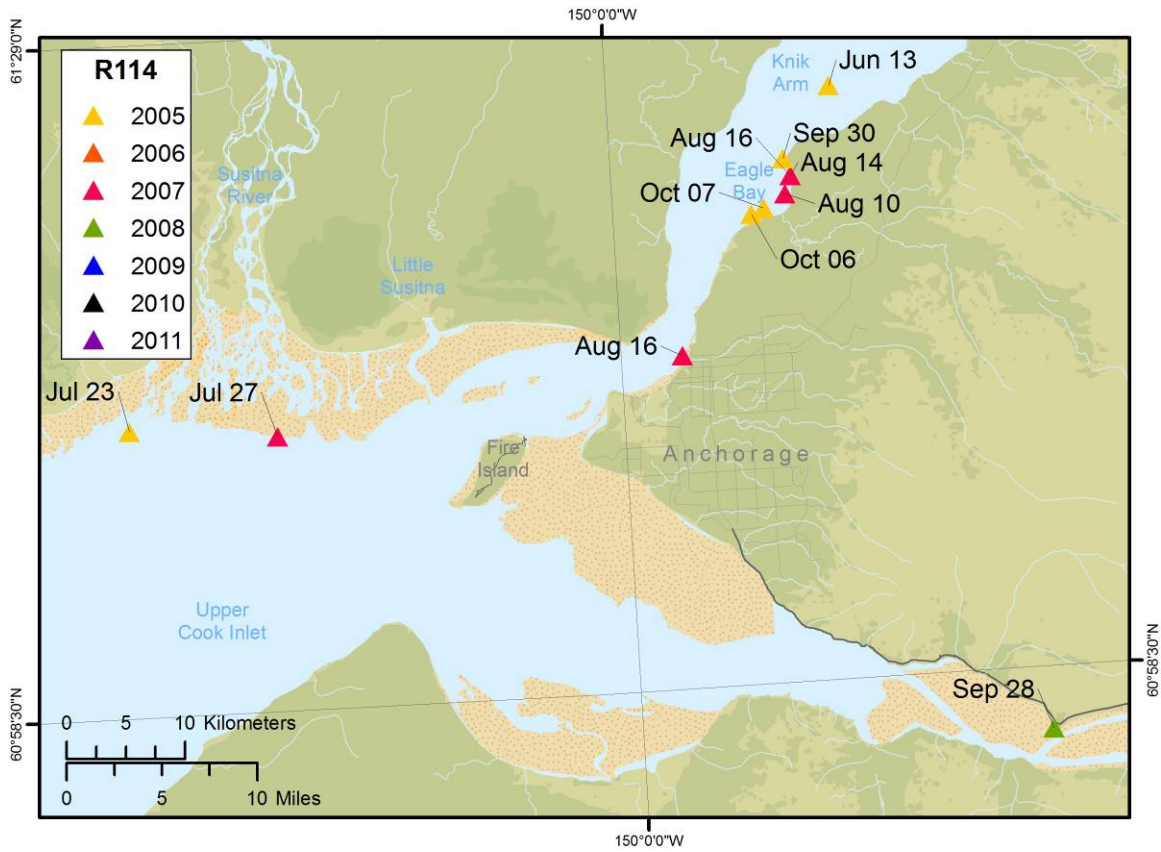 150°0'0"W
61°29'0"N
R114
2005
2006
2007
2008
2009
2010
2011
Knik
Arm
Jun 13
Aug 16
Sep 30
Eagle
Bay
Aug 14
Oct 07
Aug 10
Oct 06
Susitna
River
Little
Susitna
Aug 16
Jul 23
Jul 27
Fire
Island
Anchorage
Upper
Cook Inlet
Sep 28
60°58'30"N
60°58'30"N
0 5 10 Kilometers
0 5 10 Miles
150°0'0"W